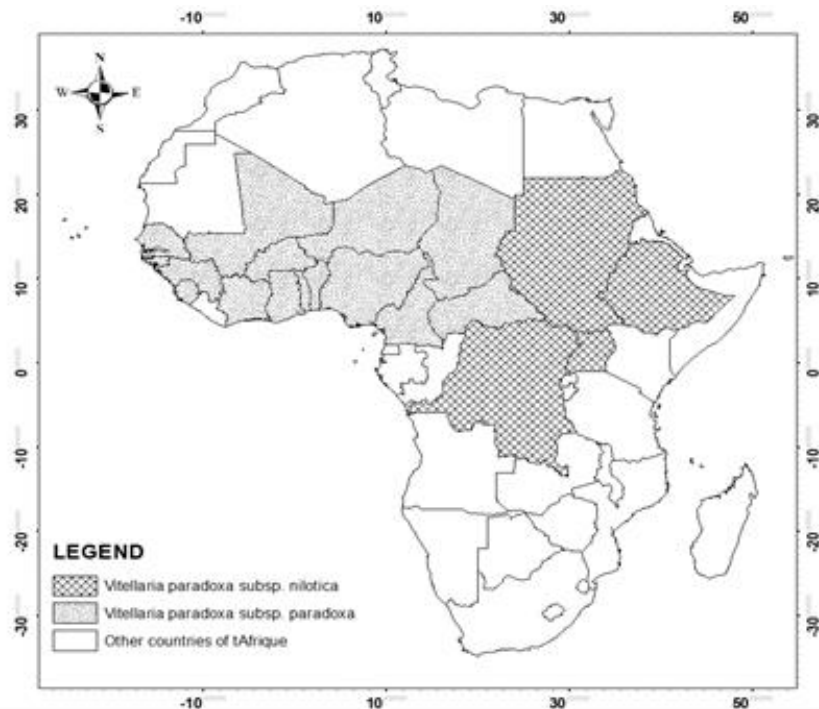 -10 10 30 50
N
W E
S
30 30
20 20
10 10
0 0
-10 -10
-20 -20
-30 -30
LEGEND
Vitellaria paradoxa subsp. nilotica
Vitellaria paradoxa subsp. paradoxa
Other countries of tAfrique
-10 10 30 50